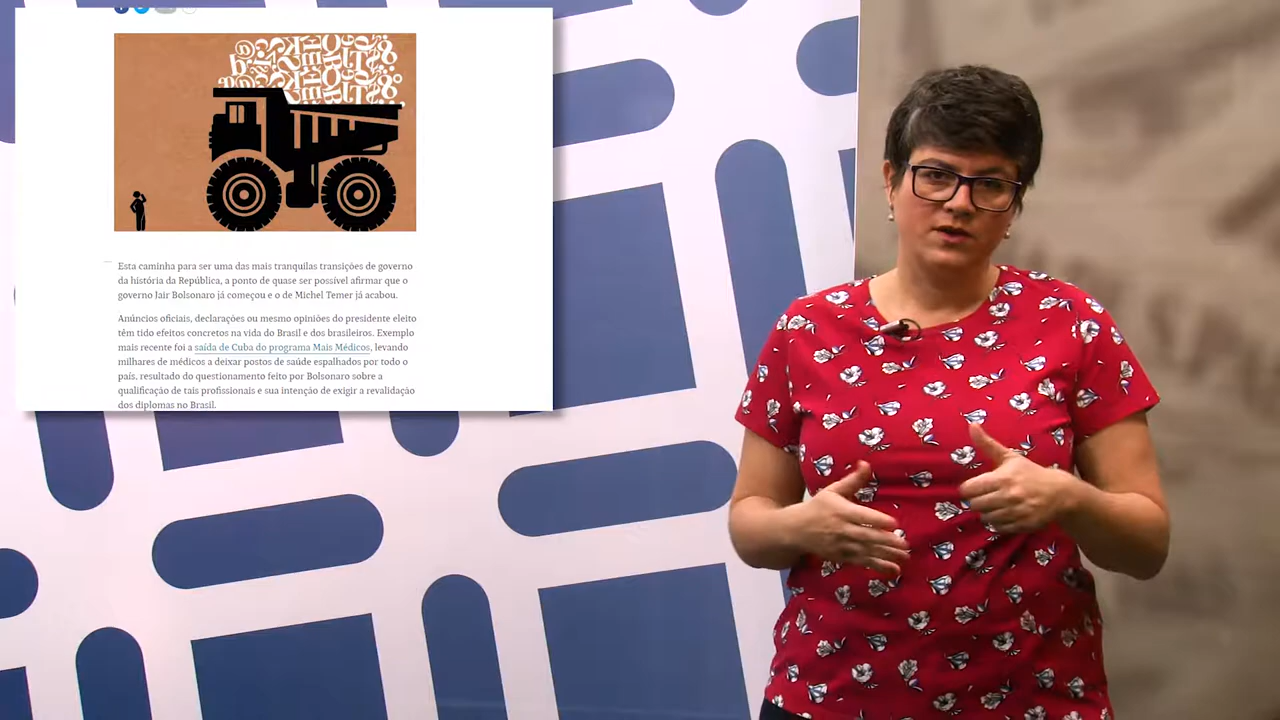 Esta caminha para ser uma das mais tranquilas transições de governo
da história da República, a ponto de quase ser possível afirmar que o
governo Jair Bolsonaro já começou e o de Michel Temer já acabou.
Anúncios oficiais, declarações ou mesmo opiniões do presidente eleito
têm tido efeitos concretos na vida do Brasil e dos brasileiros. Exemplo
mais recente foi a saída de Cuba do programa Mais Médicos, levando
milhares de médicos a deixar postos de saúde espalhados por todo o
país, resultado do questionamento feito por Bolsonaro sobre a
qualificação de tais profissionais e sua intenção de exigir a revalidação
dos diplomas no Brasil.